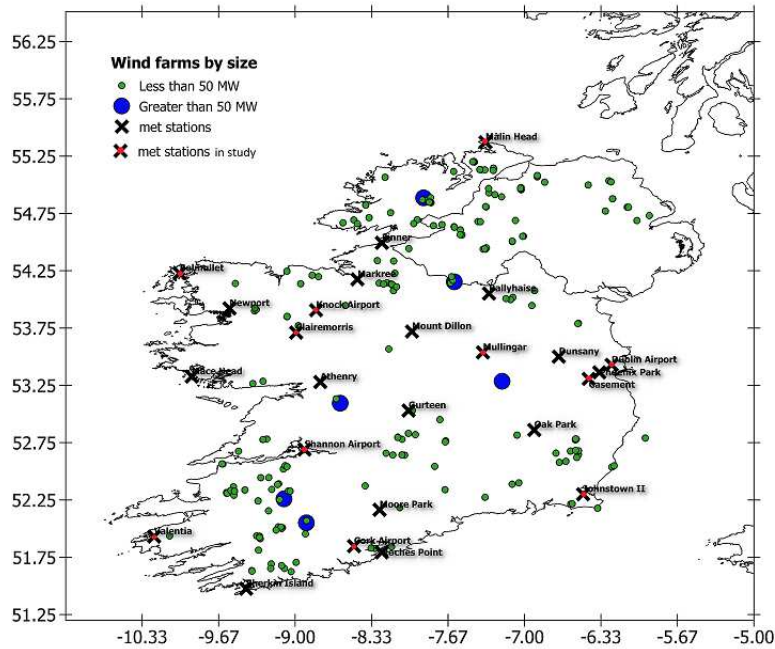 56.25
55.75
55.25
54.75
54.25
53.75
53.25
52.75
52.25
51.75
51.25
Wind farms by size
Less than 50 MW
Greater than 50 MW
met stations
met stations in study
Malin Head
Finner
Belmullet
Markree
Ballyhaise
Newport
Knock Airport
Claremorris
Mount Dillon
Mullingar
Dunsany
Dublin Airport
Phoenix Park
Casement
Mace Head
Athenry
Gurteen
Oak Park
Shannon Airport
Johnstown II
Moore Park
Valentia
Cork Airport
Roches Point
Sherkin Island
-10.33 -9.67 -9.00 -8.33 -7.67 -7.00 -6.33 -5.67 -5.00